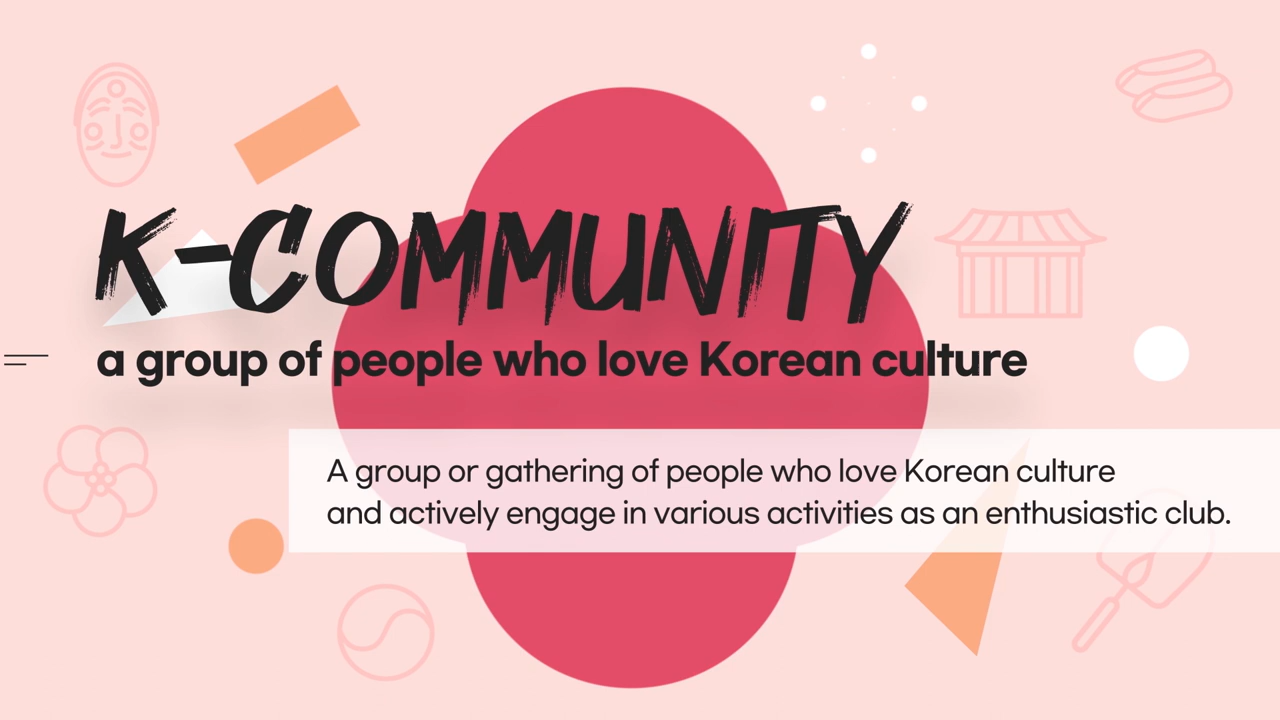 K-COMMUNITY
a group of people who love Korean culture
A group or gathering of people who love Korean culture
and actively engage in various activities as an enthusiastic club.